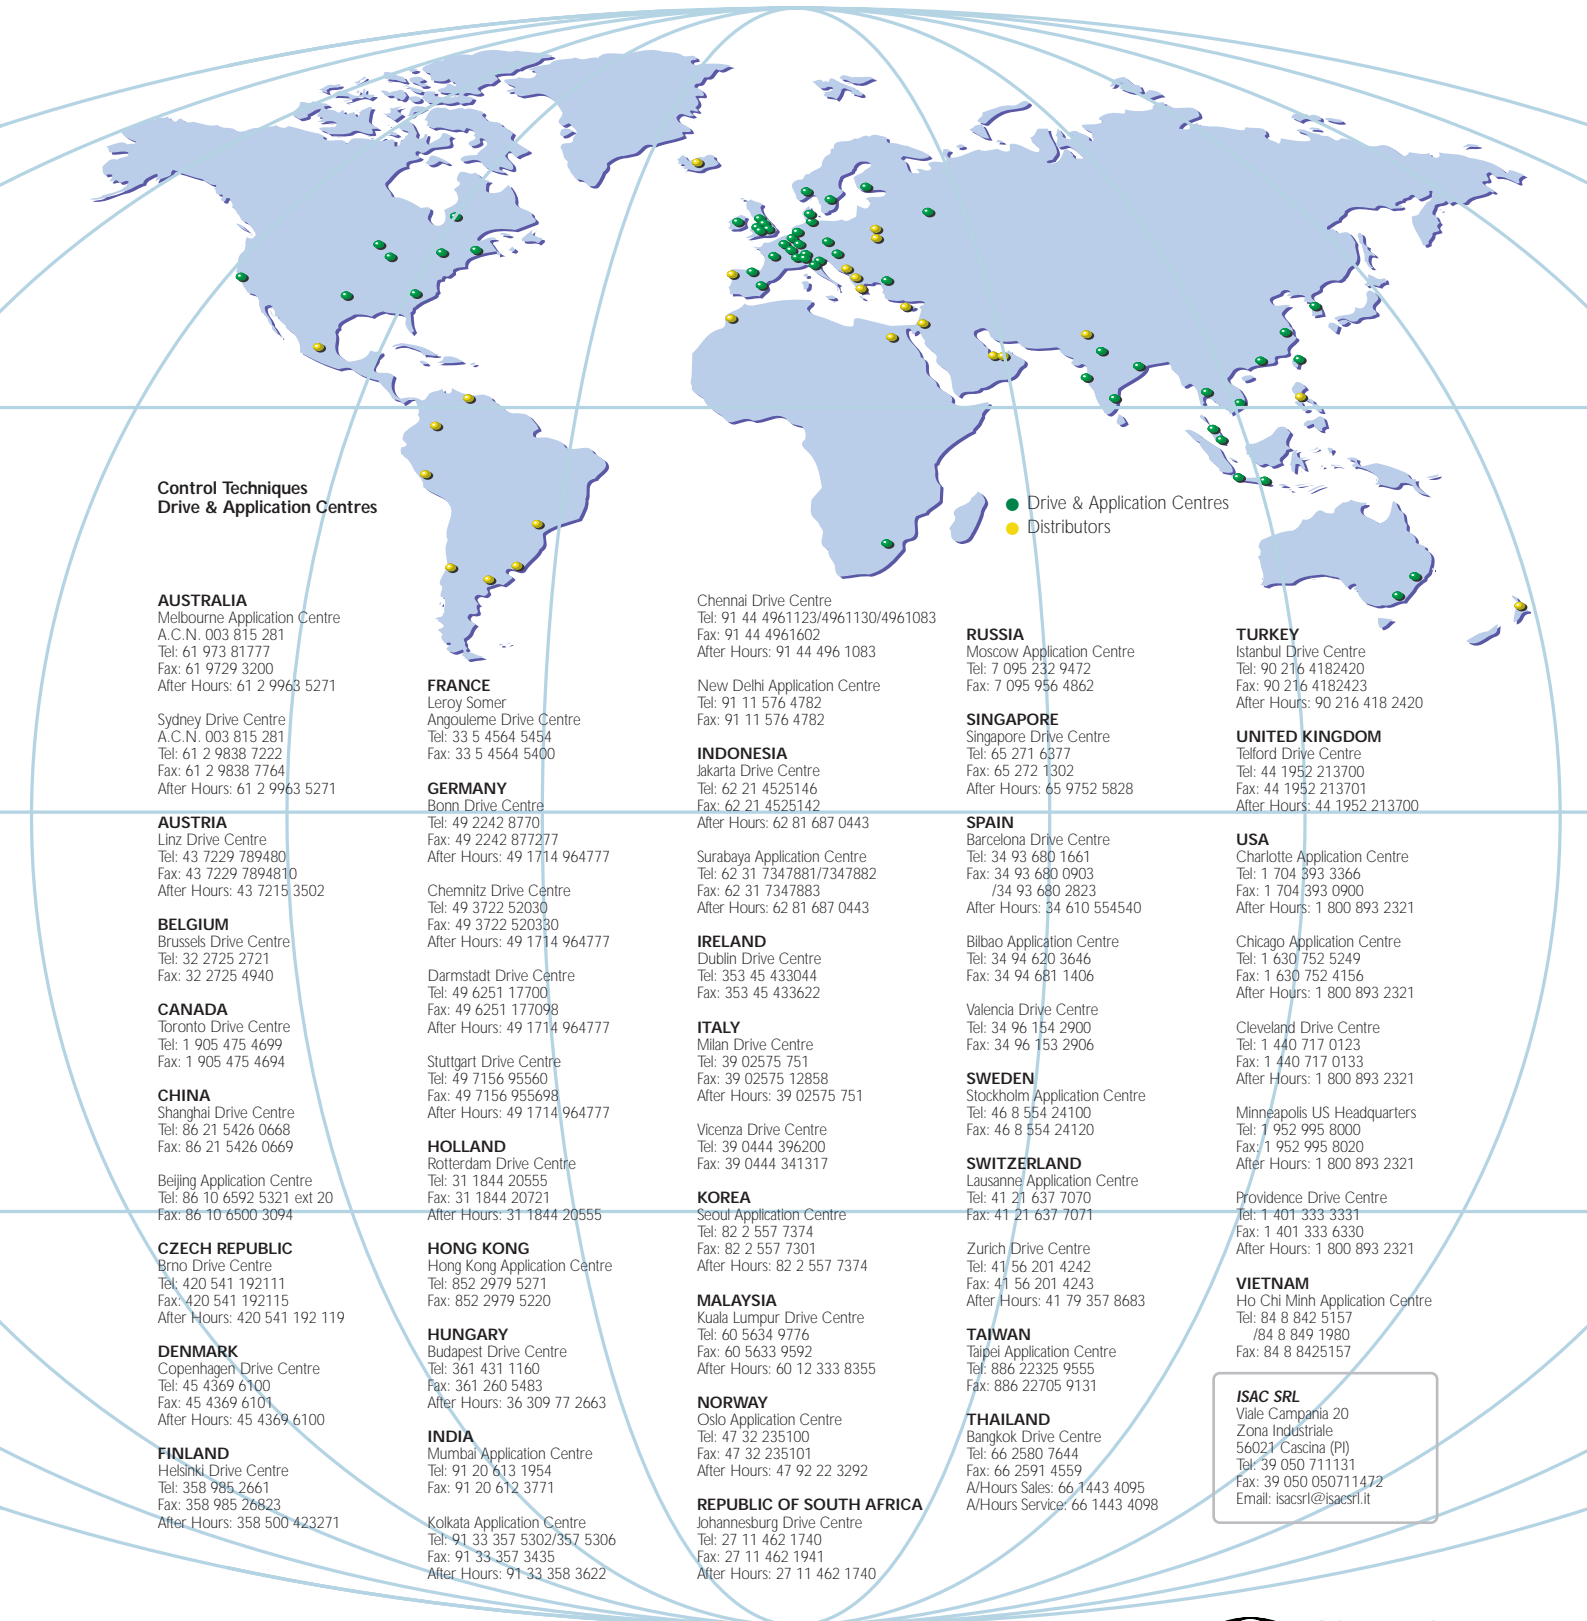 Control Techniques
Drive & Application Centres
Drive & Application Centres
Distributors
AUSTRALIA
Melbourne Application Centre
A.C.N. 003 815 281
Tel: 61 973 81777
Fax: 61 9729 3200
After Hours: 61 2 9963 5271
Sydney Drive Centre
A.C.N. 003 815 281
Tel: 61 2 9838 7222
Fax: 61 2 9838 7764
After Hours: 61 2 9963 5271
AUSTRIA
Linz Drive Centre
Tel: 43 7229 789480
Fax: 43 7229 7894810
After Hours: 43 7215 3502
BELGIUM
Brussels Drive Centre
Tel: 32 2725 2721
Fax: 32 2725 4940
CANADA
Toronto Drive Centre
Tel: 1 905 475 4699
Fax: 1 905 475 4694
CHINA
Shanghai Drive Centre
Tel: 86 21 5426 0668
Fax: 86 21 5426 0669
Beijing Application Centre
Tel: 86 10 6592 5321 ext 20
Fax: 86 10 6500 3094
CZECH REPUBLIC
Brno Drive Centre
Tel: 420 541 192111
Fax: 420 541 192115
After Hours: 420 541 192 119
DENMARK
Copenhagen Drive Centre
Tel: 45 4369 6100
Fax: 45 4369 6101
After Hours: 45 4369 6100
FINLAND
Helsinki Drive Centre
Tel: 358 985 2661
Fax: 358 985 26823
After Hours: 358 500 423271
FRANCE
Leroy Somer
Angouleme Drive Centre
Tel: 33 5 4564 5454
Fax: 33 5 4564 5400
GERMANY
Bonn Drive Centre
Tel: 49 2242 8770
Fax: 49 2242 877277
After Hours: 49 1714 964777
Chemnitz Drive Centre
Tel: 49 3722 52030
Fax: 49 3722 520330
After Hours: 49 1714 964777
Darmstadt Drive Centre
Tel: 49 6251 17700
Fax: 49 6251 177098
After Hours: 49 1714 964777
Stuttgart Drive Centre
Tel: 49 7156 95560
Fax: 49 7156 955698
After Hours: 49 1714 964777
HOLLAND
Rotterdam Drive Centre
Tel: 31 1844 20555
Fax: 31 1844 20721
After Hours: 31 1844 20555
HONG KONG
Hong Kong Application Centre
Tel: 852 2979 5271
Fax: 852 2979 5220
HUNGARY
Budapest Drive Centre
Tel: 361 431 1160
Fax: 361 260 5483
After Hours: 36 309 77 2663
INDIA
Mumbai Application Centre
Tel: 91 20 613 1954
Fax: 91 20 612 3771
Kolkata Application Centre
Tel: 91 33 357 5302/357 5306
Fax: 91 33 357 3435
After Hours: 91 33 358 3622
Chennai Drive Centre
Tel: 91 44 4961123/4961130/4961083
Fax: 91 44 4961602
After Hours: 91 44 496 1083
New Delhi Application Centre
Tel: 91 11 576 4782
Fax: 91 11 576 4782
INDONESIA
Jakarta Drive Centre
Tel: 62 21 4525146
Fax: 62 21 4525142
After Hours: 62 81 687 0443
Surabaya Application Centre
Tel: 62 31 7347881/7347882
Fax: 62 31 7347883
After Hours: 62 81 687 0443
IRELAND
Dublin Drive Centre
Tel: 353 45 433044
Fax: 353 45 433622
ITALY
Milan Drive Centre
Tel: 39 02575 751
Fax: 39 02575 12858
After Hours: 39 02575 751
Vicenza Drive Centre
Tel: 39 0444 396200
Fax: 39 0444 341317
KOREA
Seoul Application Centre
Tel: 82 2 557 7374
Fax: 82 2 557 7301
After Hours: 82 2 557 7374
MALAYSIA
Kuala Lumpur Drive Centre
Tel: 60 5634 9776
Fax: 60 5633 9592
After Hours: 60 12 333 8355
NORWAY
Oslo Application Centre
Tel: 47 32 235100
Fax: 47 32 235101
After Hours: 47 92 22 3292
REPUBLIC OF SOUTH AFRICA
Johannesburg Drive Centre
Tel: 27 11 462 1740
Fax: 27 11 462 1941
After Hours: 27 11 462 1740
RUSSIA
Moscow Application Centre
Tel: 7 095 232 9472
Fax: 7 095 956 4862
SINGAPORE
Singapore Drive Centre
Tel: 65 271 6377
Fax: 65 272 1302
After Hours: 65 9752 5828
SPAIN
Barcelona Drive Centre
Tel: 34 93 680 1661
Fax: 34 93 680 0903
/34 93 680 2823
After Hours: 34 610 554540
Bilbao Application Centre
Tel: 34 94 620 3646
Fax: 34 94 681 1406
Valencia Drive Centre
Tel: 34 96 154 2900
Fax: 34 96 153 2906
SWEDEN
Stockholm Application Centre
Tel: 46 8 554 24100
Fax: 46 8 554 24120
SWITZERLAND
Lausanne Application Centre
Tel: 41 21 637 7070
Fax: 41 21 637 7071
Zurich Drive Centre
Tel: 41 56 201 4242
Fax: 41 56 201 4243
After Hours: 41 79 357 8683
TAIWAN
Taipei Application Centre
Tel: 886 22325 9555
Fax: 886 22705 9131
THAILAND
Bangkok Drive Centre
Tel: 66 2580 7644
Fax: 66 2591 4559
A/Hours Sales: 66 1443 4095
A/Hours Service: 66 1443 4098
TURKEY
Istanbul Drive Centre
Tel: 90 216 4182420
Fax: 90 216 4182423
After Hours: 90 216 418 2420
UNITED KINGDOM
Telford Drive Centre
Tel: 44 1952 213700
Fax: 44 1952 213701
After Hours: 44 1952 213700
USA
Charlotte Application Centre
Tel: 1 704 393 3366
Fax: 1 704 393 0900
After Hours: 1 800 893 2321
Chicago Application Centre
Tel: 1 630 752 5249
Fax: 1 630 752 4156
After Hours: 1 800 893 2321
Cleveland Drive Centre
Tel: 1 440 717 0123
Fax: 1 440 717 0133
After Hours: 1 800 893 2321
Minneapolis US Headquarters
Tel: 1 952 995 8000
Fax: 1 952 995 8020
After Hours: 1 800 893 2321
Providence Drive Centre
Tel: 1 401 333 3331
Fax: 1 401 333 6330
After Hours: 1 800 893 2321
VIETNAM
Ho Chi Minh Application Centre
Tel: 84 8 842 5157
/84 8 849 1980
Fax: 84 8 8425157
ISAC SRL
Viale Campania 20
Zona Industriale
56021 Cascina (PI)
Tel: 39 050 711131
Fax: 39 050 050711472
Email: isacsrl@isacsrl.it